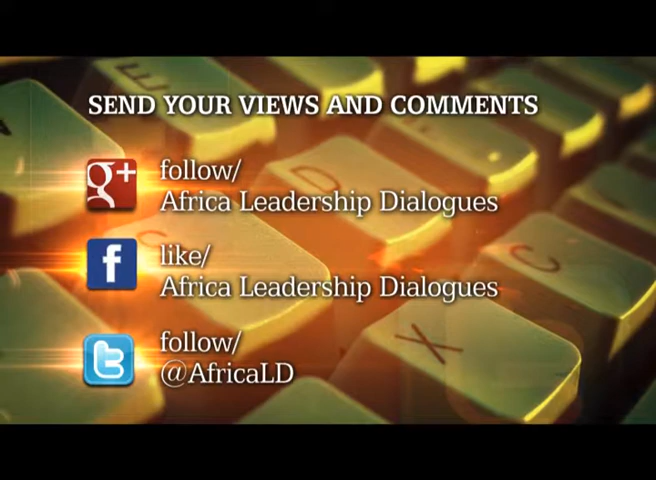 SEND YOUR VIEWS AND COMMENTS
g+
follow/
Africa Leadership Dialogues
f
like/
Africa Leadership Dialogues
t
follow/
@AfricaLD
E
D
C
C
X